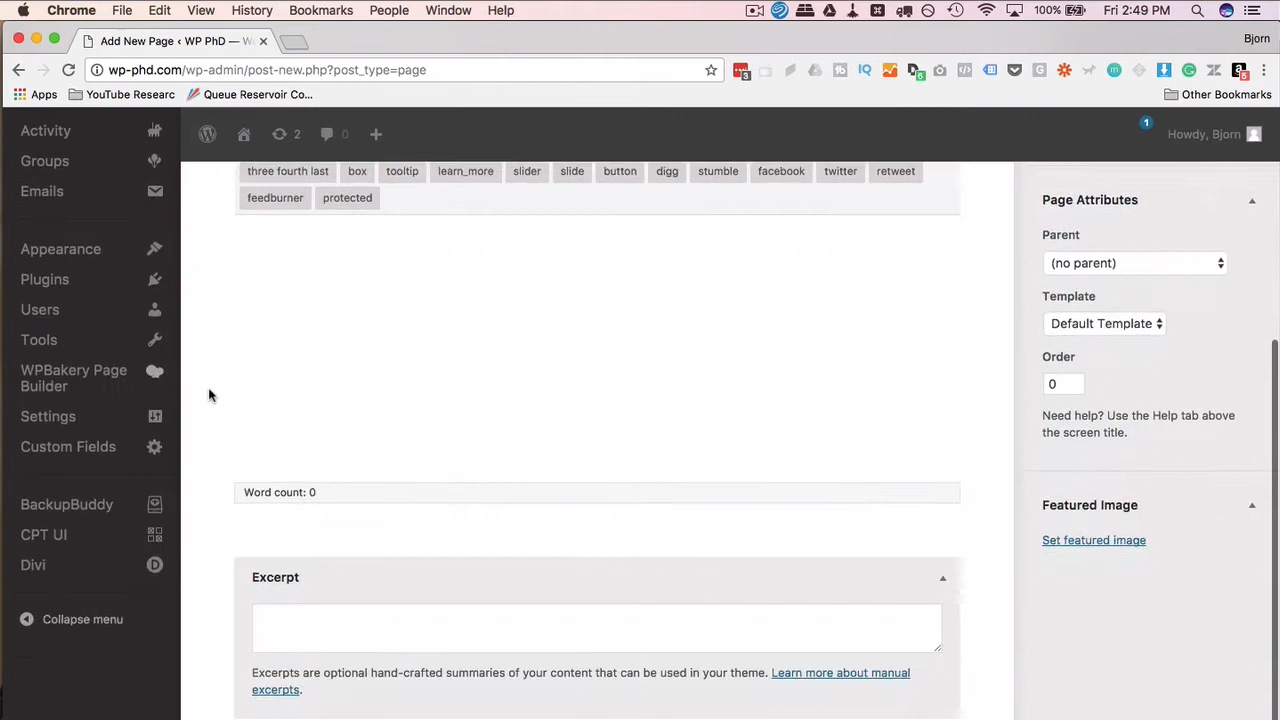 Chrome File Edit View History Bookmarks People Window Help 100% Fri 2:49 PM
Add New Page ‹ WP PhD — W Bjorn
wp-phd.com/wp-admin/post-new.php?post_type=page
Apps YouTube Researc Queue Reservoir Co... Other Bookmarks
Activity
Groups
Emails
Appearance
Plugins
Users
Tools
WPBakery Page
Builder
Settings
Custom Fields
BackupBuddy
CPT UI
Divi
Collapse menu
2 0 + 1 Howdy, Bjorn
three fourth last box tooltip learn_more slider slide button digg stumble facebook twitter retweet
feedburner protected
Word count: 0
Excerpt
Excerpts are optional hand-crafted summaries of your content that can be used in your theme. Learn more about manual
excerpts.
Page Attributes
Parent
(no parent)
Template
Default Template
Order
0
Need help? Use the Help tab above
the screen title.
Featured Image
Set featured image